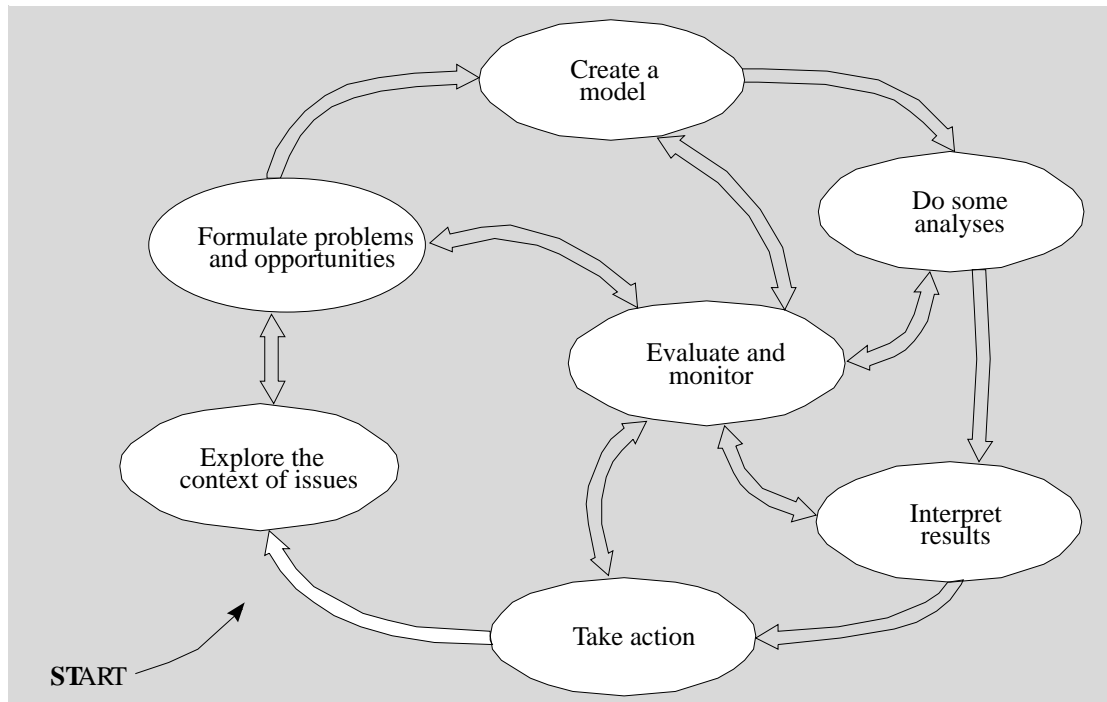 Create a
model
Do some
analyses
Formulate problems
and opportunities
Evaluate and
monitor
Explore the
context of issues
Interpret
results
Take action
START